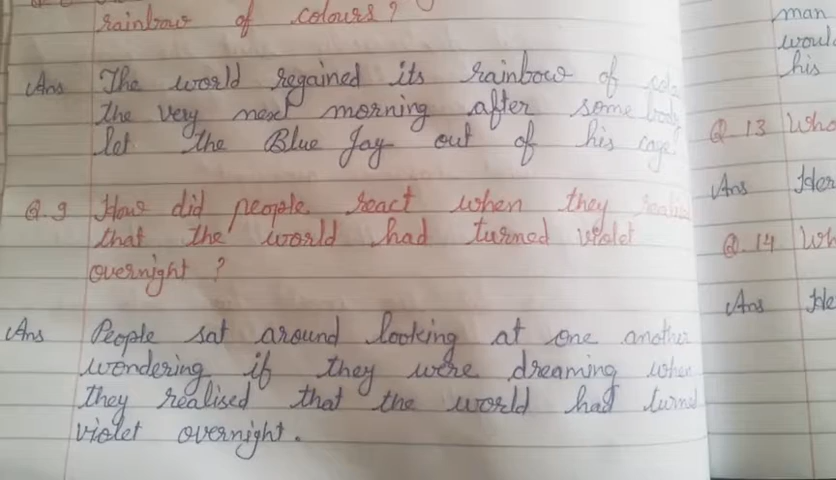 rainbow of colours?
Ans The world regained its rainbow of
the very next morning after some body
let the Blue Jay out of his cage
Q.9 How did people react when they realised
that the world had turned violet
overnight ?
Ans People sat around looking at one another
wondering if they were dreaming when
they realised that the world had turned
violet overnight.
man
would
his
Q.13 Who
Ans
Q.14 Wh
Ans